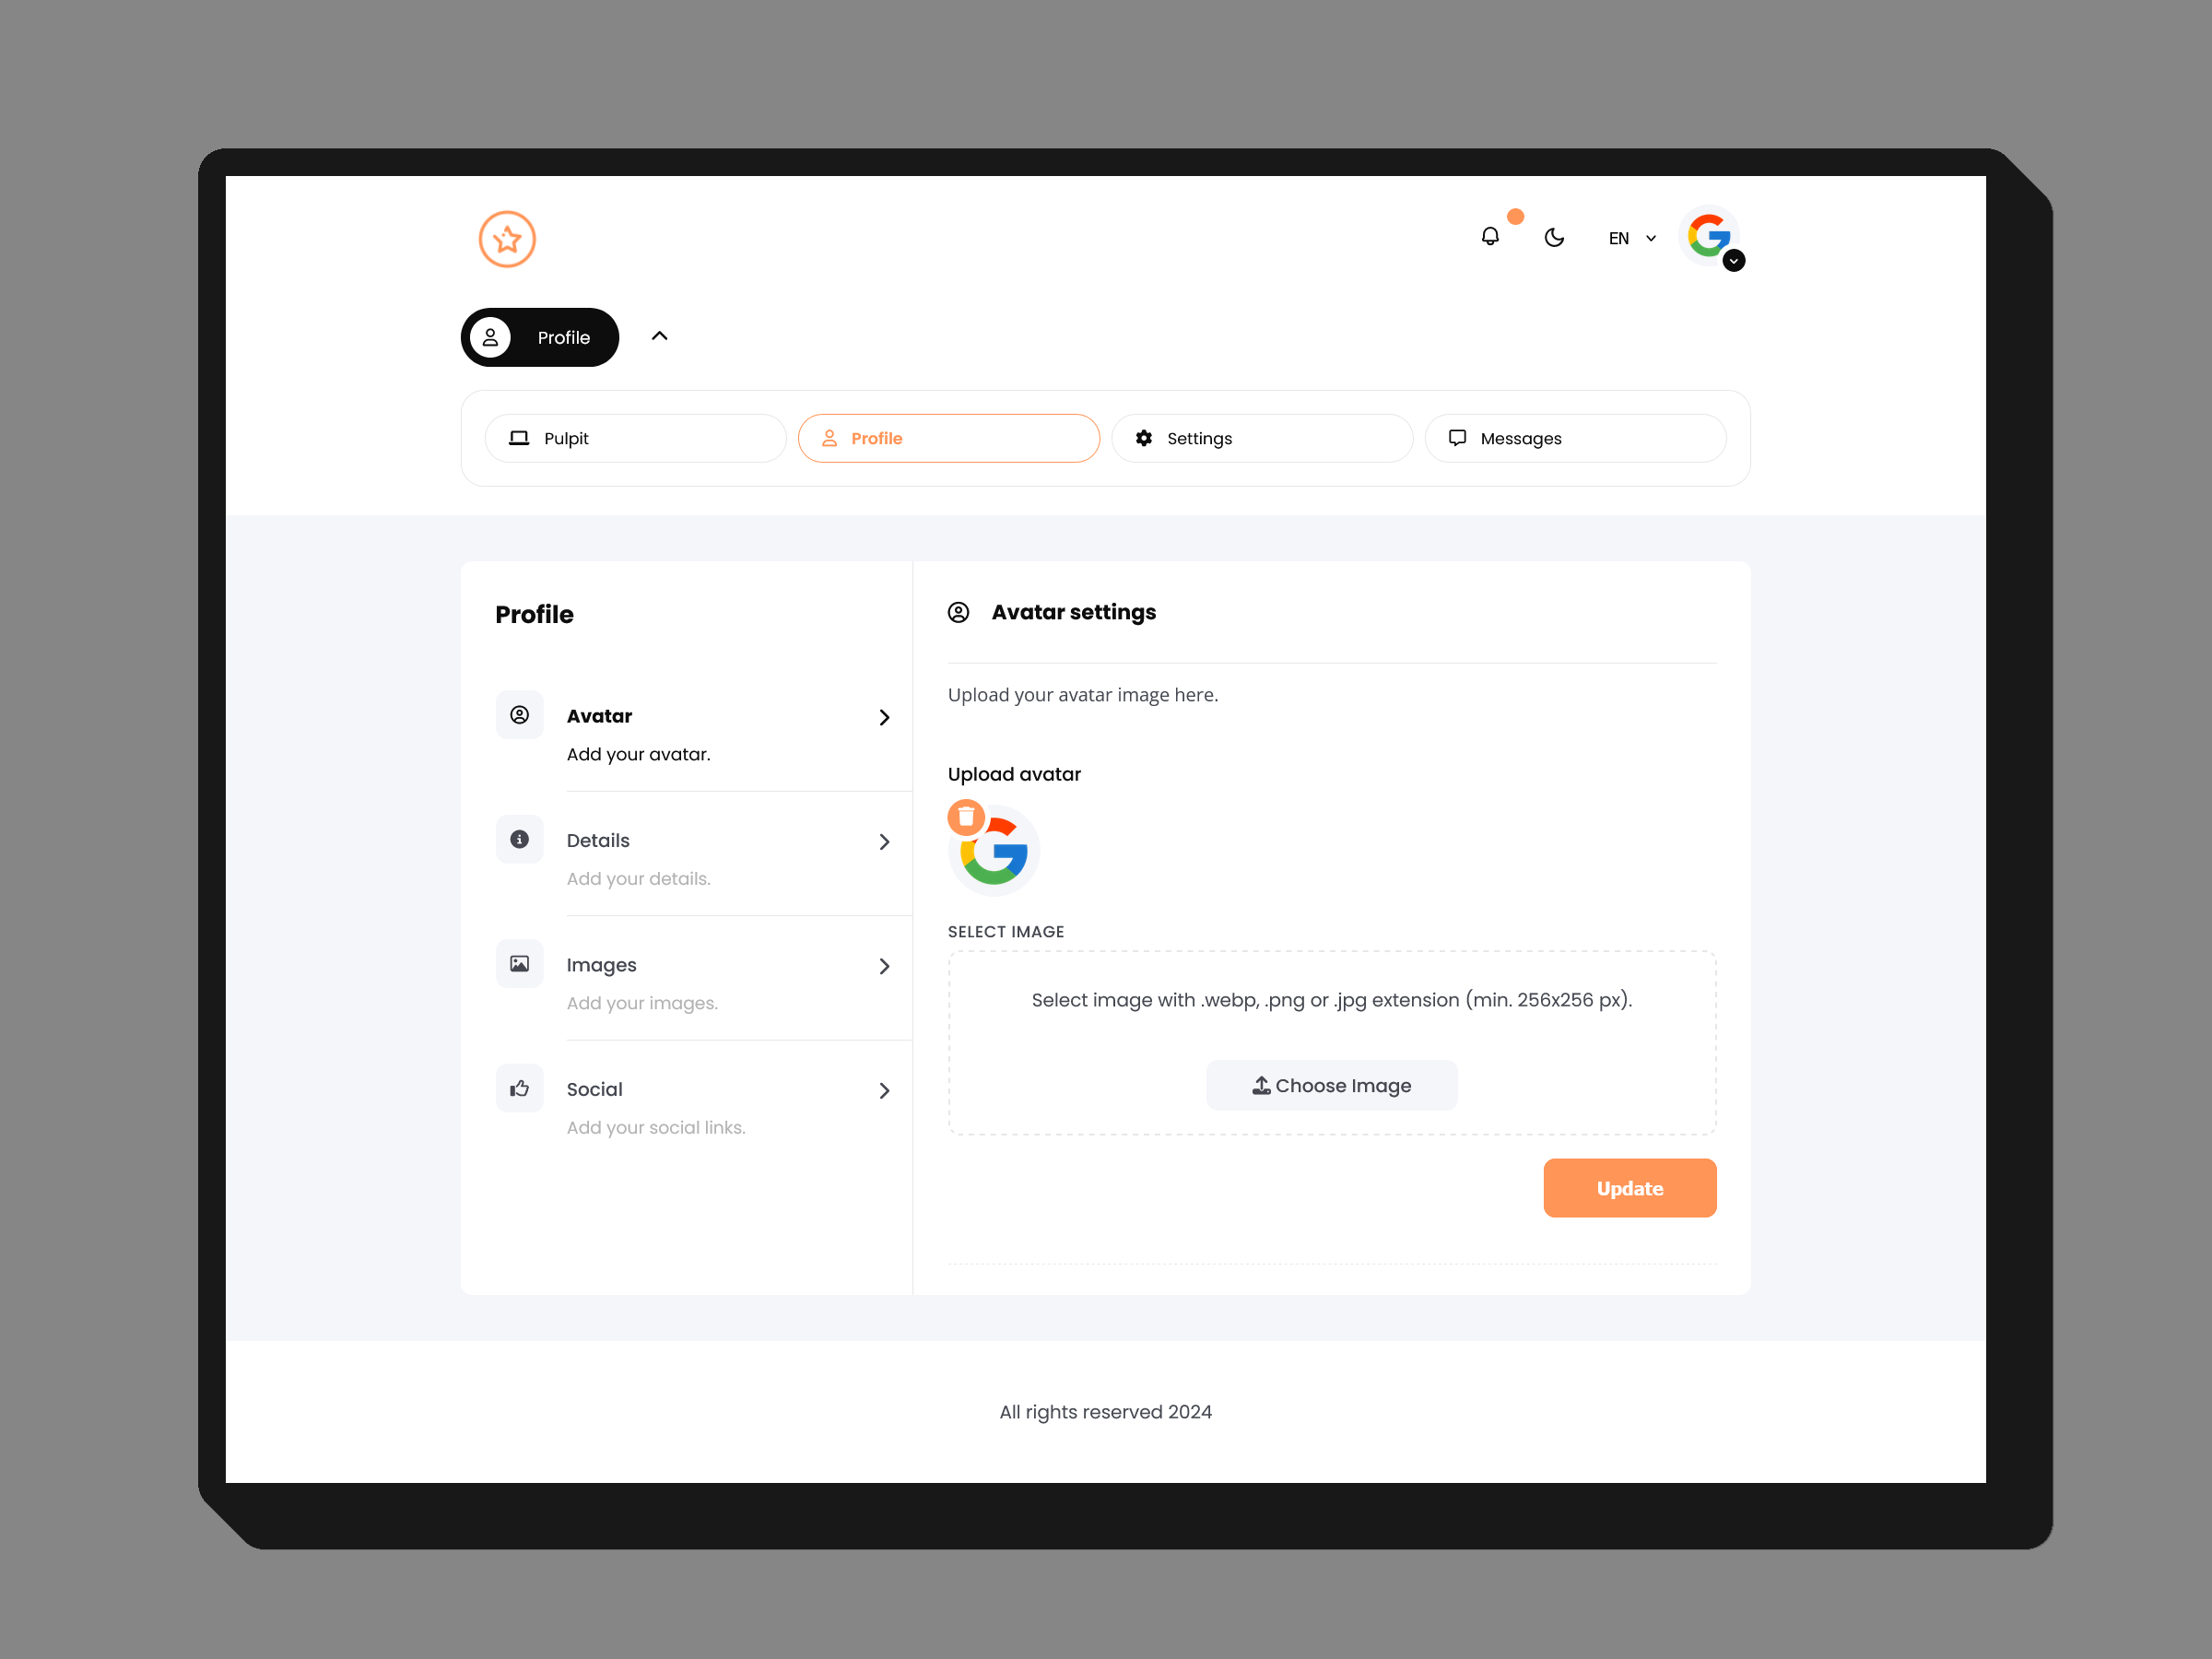 EN
Profile
Pulpit
Profile
Settings
Messages
Profile
Avatar
Add your avatar.
Details
Add your details.
Images
Add your images.
Social
Add your social links.
Avatar settings
Upload your avatar image here.
Upload avatar
SELECT IMAGE
Select image with .webp, .png or .jpg extension (min. 256x256 px).
Choose Image
Update
All rights reserved 2024